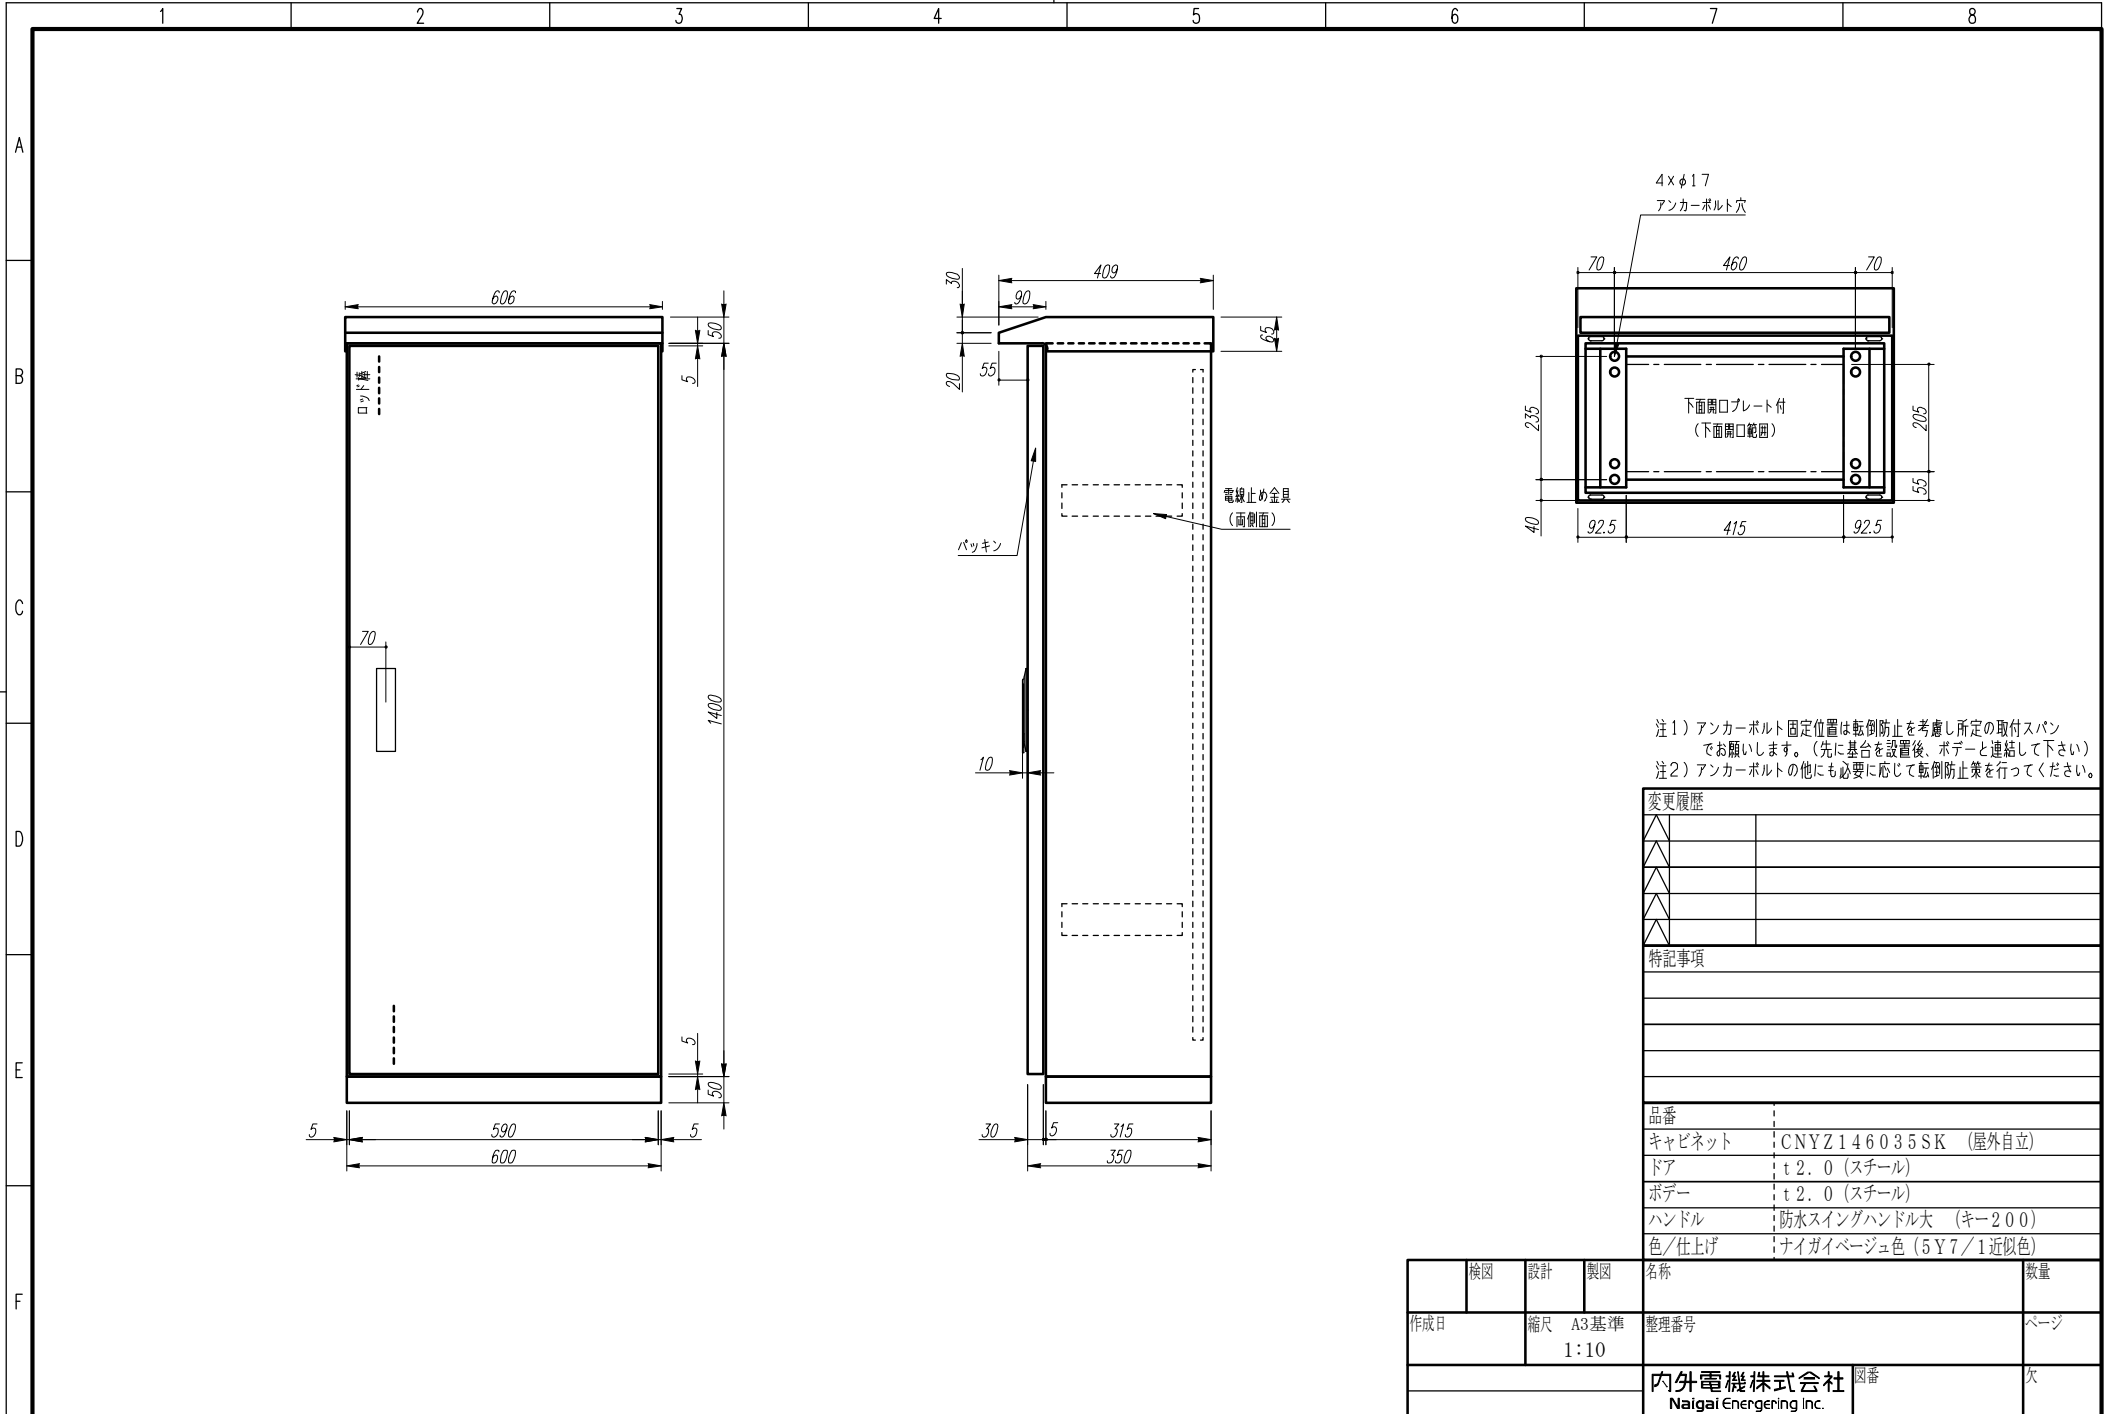 1 2 3 4 5 6 7 8
A
B
C
D
E
F
606
50
5
ロッド棒
70
1400
5
50
5
590
5
600
409
30
90
65
55
20
電線止め金具
(両側面)
パッキン
10
30
5
315
350
4×φ17
アンカーボルト穴
70
460
70
235
下面開口プレート付
(下面開口範囲)
205
55
40
92.5
415
92.5
注1)アンカーボルト固定位置は転倒防止を考慮し所定の取付スパン
でお願いします。(先に基台を設置後、ボデーと連結して下さい)
注2)アンカーボルトの他にも必要に応じて転倒防止策を行ってください。
変更履歴
特記事項
品番
キャビネット CNYZ146035SK (屋外自立)
ドア t2.0 (スチール)
ボデー t2.0 (スチール)
ハンドル 防水スイングハンドル大 (キー200)
色/仕上げ ナイガイベージュ色 (5Y7/1近似色)
検図 設計 製図 名称 数量
作成日 縮尺 A3基準 整理番号 ページ
1:10
内外電機株式会社 図番 欠
Naigai Energering Inc.